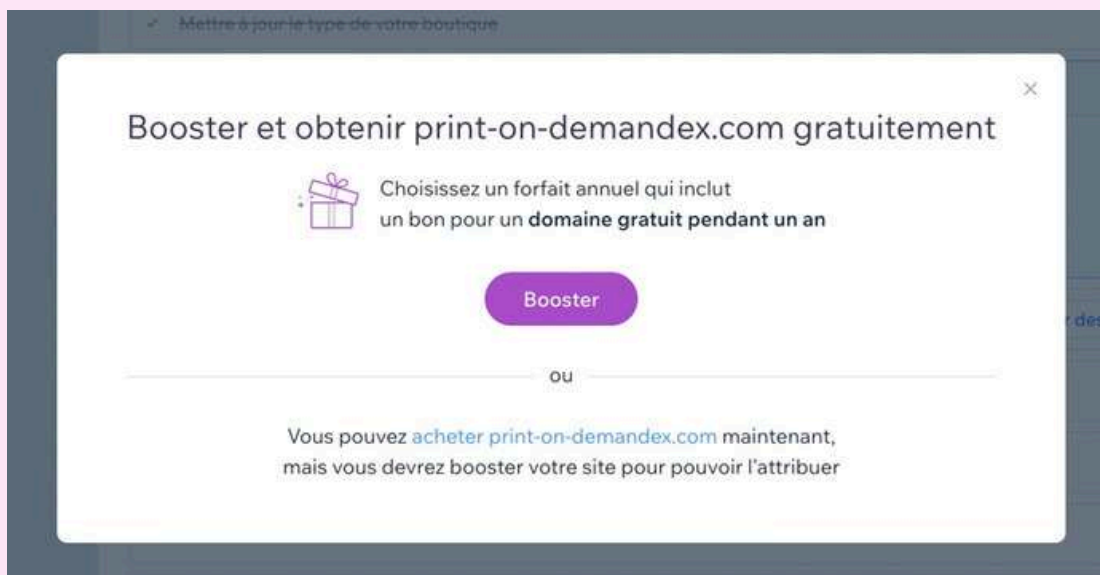 Mettre à jour le type de votre boutique
Booster et obtenir print-on-demandex.com gratuitement
Choisissez un forfait annuel qui inclut
un bon pour un domaine gratuit pendant un an
Booster
r des
ou
Vous pouvez acheter print-on-demandex.com maintenant,
mais vous devrez booster votre site pour pouvoir l'attribuer